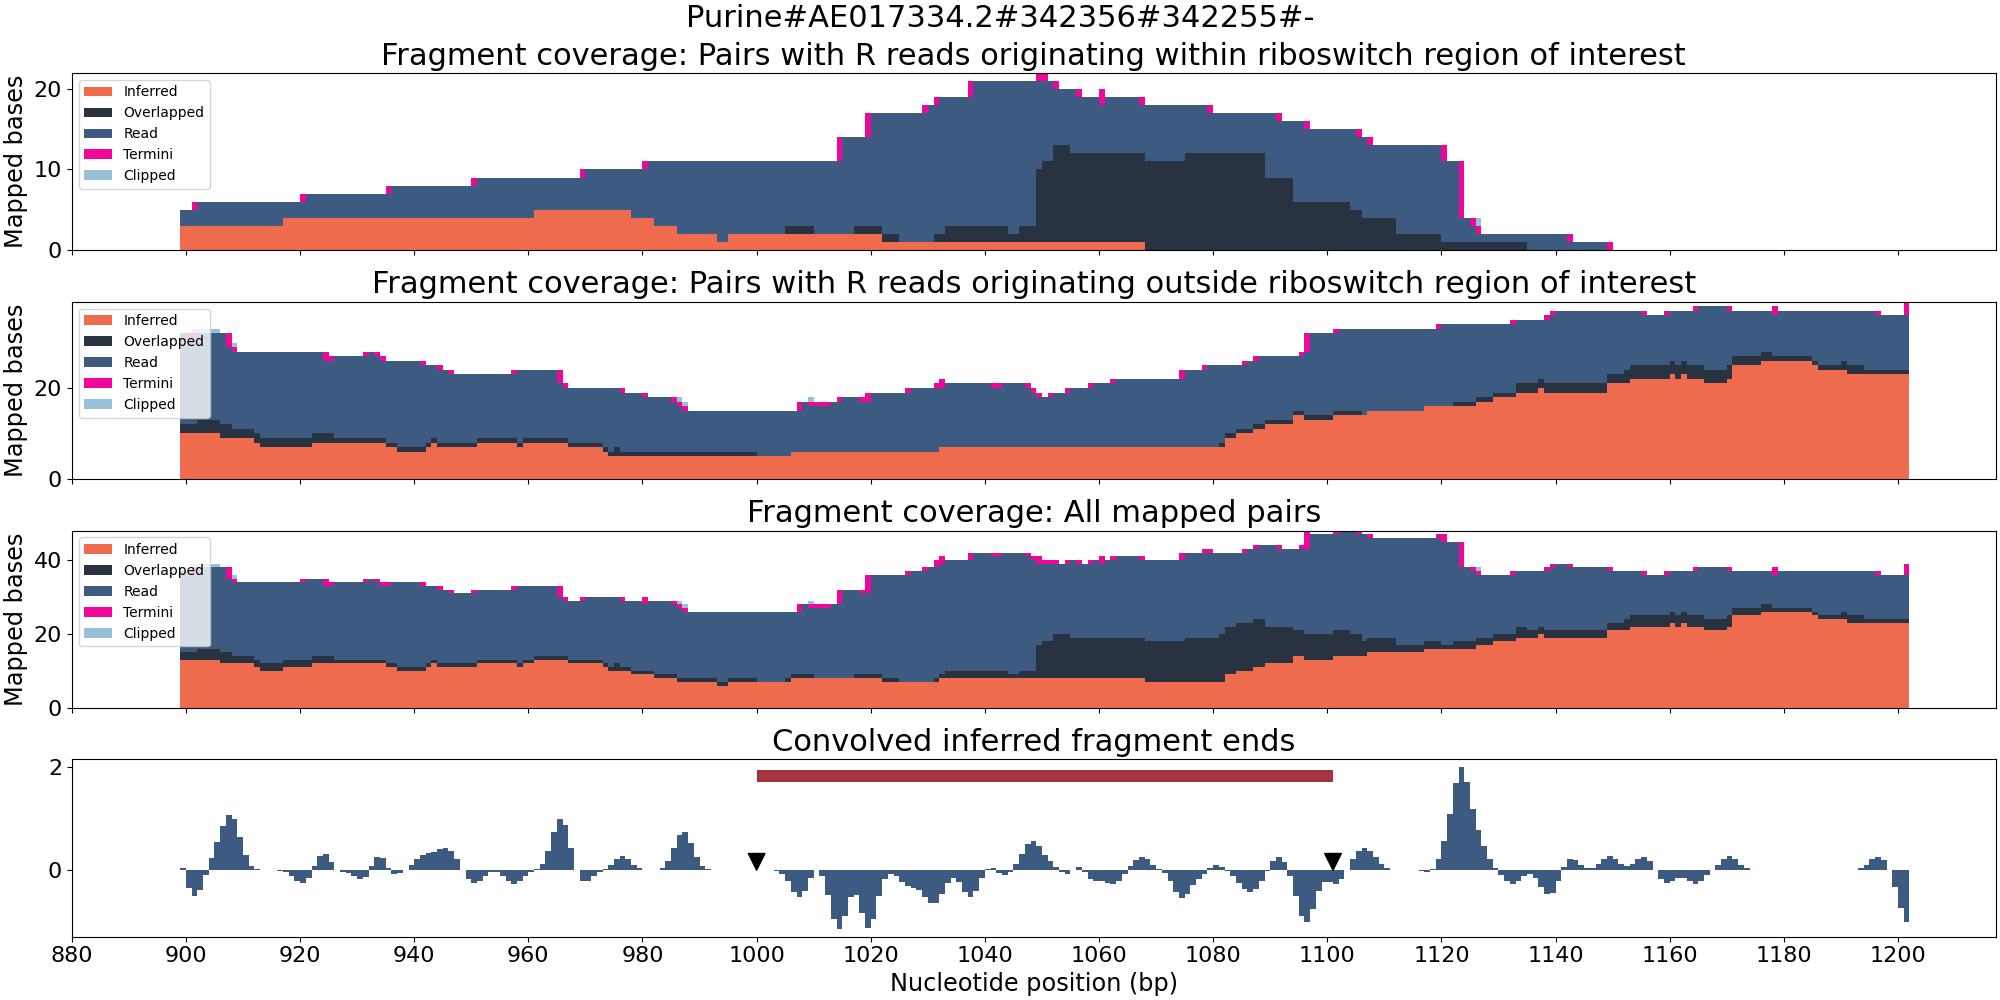 Purine#AE017334.2#342356#342255#-
Fragment coverage: Pairs with R reads originating within riboswitch region of interest
Mapped bases
20
10
0
Inferred
Overlapped
Read
Termini
Clipped
Fragment coverage: Pairs with R reads originating outside riboswitch region of interest
Mapped bases
20
0
Inferred
Overlapped
Read
Termini
Clipped
Fragment coverage: All mapped pairs
Mapped bases
40
20
0
Inferred
Overlapped
Read
Termini
Clipped
Convolved inferred fragment ends
2
0
880 900 920 940 960 980 1000 1020 1040 1060 1080 1100 1120 1140 1160 1180 1200
Nucleotide position (bp)